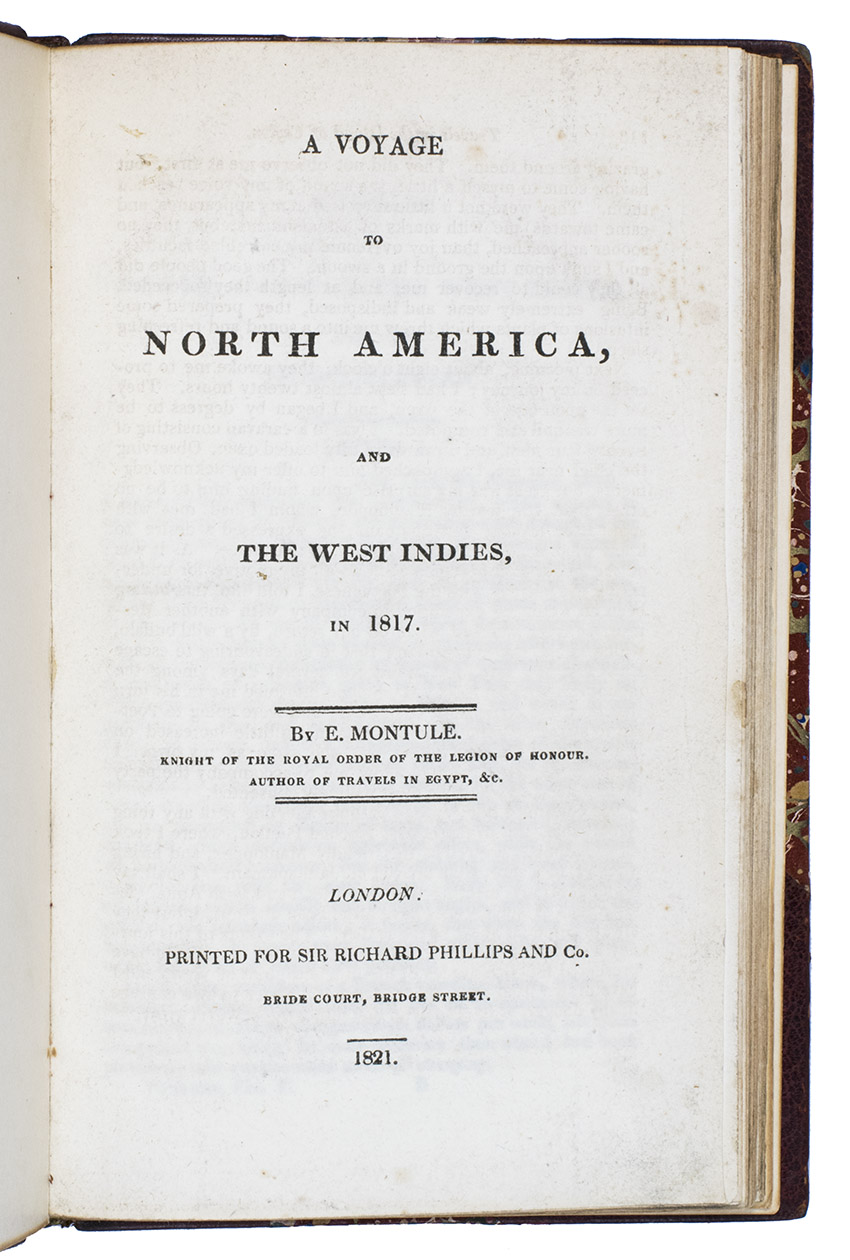 A VOYAGE
TO
NORTH AMERICA,
AND
THE WEST INDIES,
IN 1817.
By E. MONTULE.
KNIGHT OF THE ROYAL ORDER OF THE LEGION OF HONOUR.
AUTHOR OF TRAVELS IN EGYPT, &c.
LONDON:
PRINTED FOR SIR RICHARD PHILLIPS AND Co.
BRIDE COURT, BRIDGE STREET.
1821.